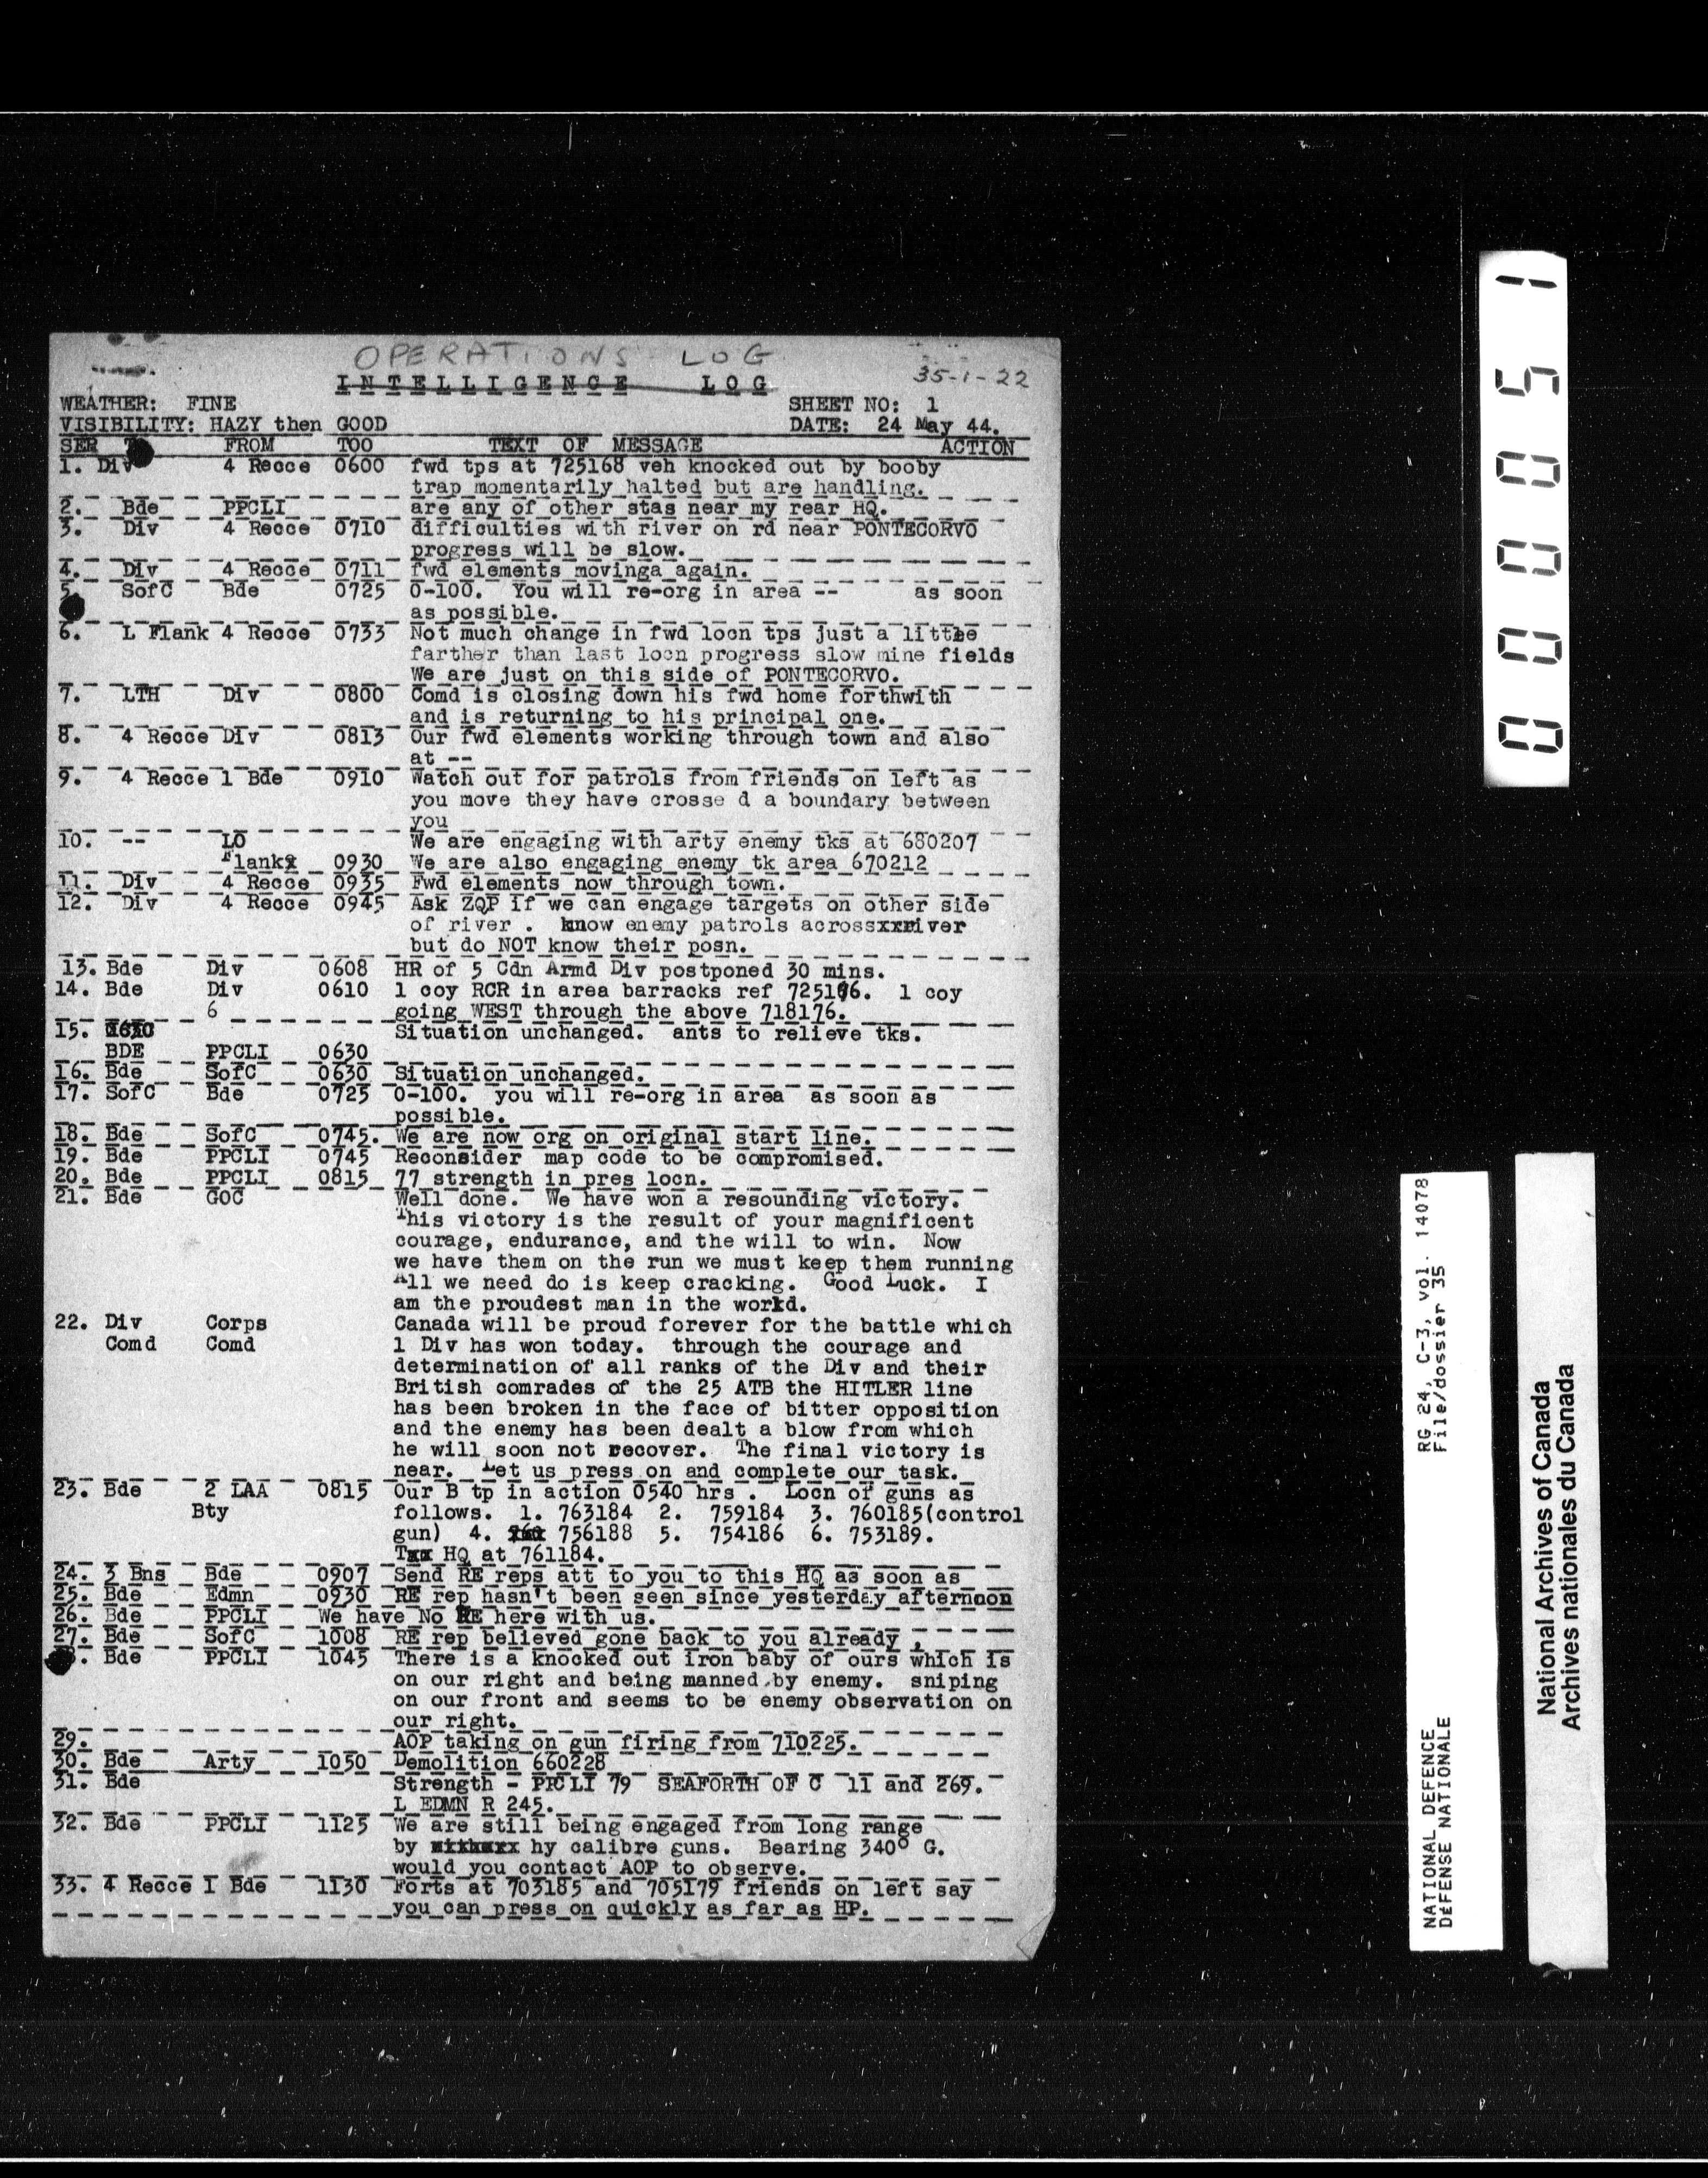 OPERATIONS LOG
INTELLIGENCE LOG
35-1-22
WEATHER: FINE SHEET NO: 1
VISIBILITY: HAZY then GOOD DATE: 24 May 44.
SER FROM TOO TEXT OF MESSAGE ACTION
1. Div 4 Recce 0600 fwd tps at 725168 veh knocked out by booby
trap momentarily halted but are handling.
2. Bde PPCLI are any of other stas near my rear HQ.
3. Div 4 Recce 0710 difficulties with river on rd near PONTECORVO
progress will be slow.
4. Div 4 Recce 0711 fwd elements movinga again.
5. SofC Bde 0725 0-100. You will re-org in area -- as soon
as possible.
6. L Flank 4 Recce 0733 Not much change in fwd locn tps just a little
farther than last locn progress slow mine fields
We are just on this side of PONTECORVO.
7. LTH Div 0800 Comd is closing down his fwd home forthwith
and is returning to his principal one.
8. 4 Recce Div 0813 Our fwd elements working through town and also
at --
9. 4 Recce 1 Bde 0910 Watch out for patrols from friends on left as
you move they have crosse d a boundary between
you
10. -- LO We are engaging with arty enemy tks at 680207
Flank 0930 We are also engaging enemy tk area 670212
11. Div 4 Recce 0935 Fwd elements now through town.
12. Div 4 Recce 0945 Ask ZQP if we can engage targets on other side
of river . know enemy patrols acrossxxriver
but do NOT know their posn.
13. Bde Div 0608 HR of 5 Cdn Armd Div postponed 30 mins.
14. Bde Div 0610 1 coy RCR in area barracks ref 725176. 1 coy
6 going WEST through the above 718176.
15. Situation unchanged. ants to relieve tks.
BDE PPCLI 0630
16. Bde SofC 0630 Situation unchanged.
17. SofC Bde 0725 0-100. you will re-org in area as soon as
possible.
18. Bde SofC 0745. We are now org on original start line.
19. Bde PPCLI 0745 Reconsider map code to be compromised.
20. Bde PPCLI 0815 77 strength in pres locn.
21. Bde GOC Well done. We have won a resounding victory.
This victory is the result of your magnificent
courage, endurance, and the will to win. Now
we have them on the run we must keep them running
All we need do is keep cracking. Good Luck. I
am the proudest man in the world.
22. Div Corps Canada will be proud forever for the battle which
Comd Comd 1 Div has won today. through the courage and
determination of all ranks of the Div and their
British comrades of the 25 ATB the HITLER line
has been broken in the face of bitter opposition
and the enemy has been dealt a blow from which
he will soon not recover. The final victory is
near. Let us press on and complete our task.
23. Bde 2 LAA 0815 Our B tp in action 0540 hrs . Locn of guns as
Bty follows. 1. 763184 2. 759184 3. 760185(control
gun) 4. 756188 5. 754186 6. 753189.
Txx HQ at 761184.
24. 3 Bns Bde 0907 Send RE reps att to you to this HQ as soon as
25. Bde Edmn 0930 RE rep hasn't been seen since yesterday afternoon
26. Bde PPCLI We have No RE here with us.
27. Bde SofC 1008 RE rep believed gone back to you already ,
Bde PPCLI 1045 There is a knocked out iron baby of ours which is
on our right and being manned by enemy. sniping
on our front and seems to be enemy observation on
our right.
29. AOP taking on gun firing from 710225.
30. Bde Arty 1050 Demolition 660228
31. Bde Strength - PPCLI 79 SEAFORTH OF C 11 and 269.
L EDMN R 245.
32. Bde PPCLI 1125 We are still being engaged from long range
by hy calibre guns. Bearing 340° G.
would you contact AOP to observe.
33. 4 Recce 1 Bde 1130 Forts at 703185 and 705179 friends on left say
you can press on quickly as far as HP.
000051
RG 24, C-3, vol. 14078
File/dossier 35
NATIONAL DEFENCE
DÉFENSE NATIONALE
National Archives of Canada
Archives nationales du Canada